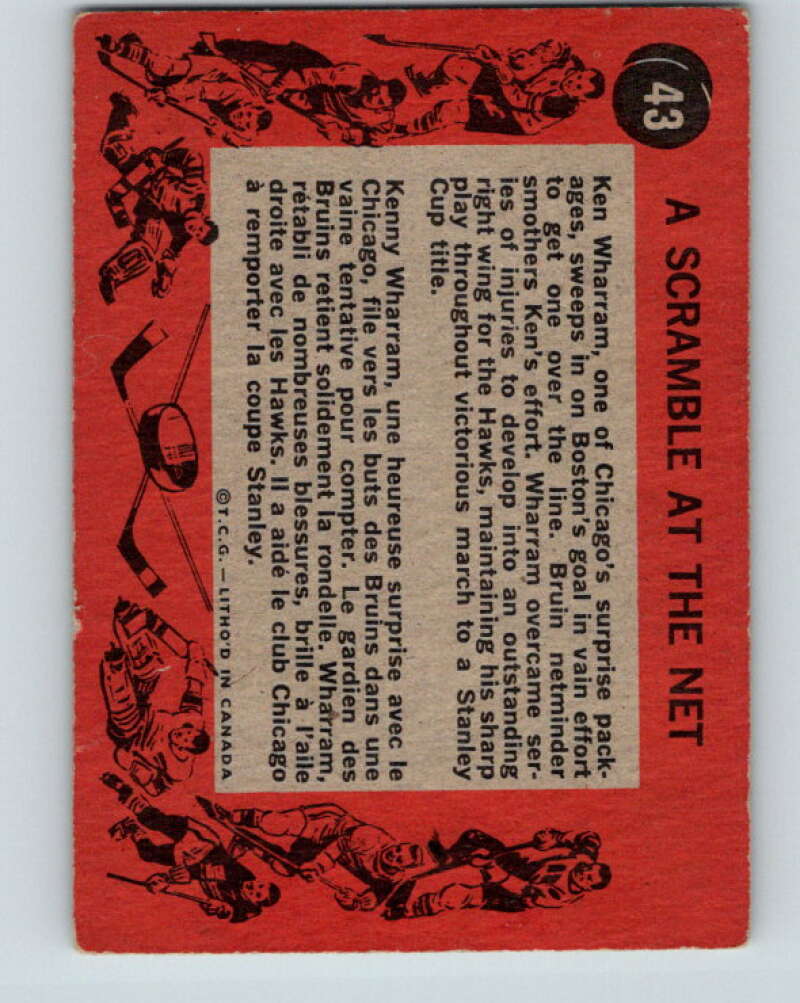 43
A SCRAMBLE AT THE NET
Ken Wharram, one of Chicago's surprise pack-
ages, sweeps in on Boston's goal in vain effort
to get one over the line. Bruin netminder
smothers Ken's effort. Wharram overcame ser-
ies of injuries to develop into an outstanding
right wing for the Hawks, maintaining his sharp
play throughout victorious march to a Stanley
Cup title.
Kenny Wharram, une heureuse surprise avec le
Chicago, file vers les buts des Bruins dans une
vaine tentative pour compter. Le gardien des
Bruins retient solidement la rondelle. Wharram,
rétabli de nombreuses blessures, brille à l'aile
droite avec les Hawks. Il a aidé le club Chicago
à remporter la coupe Stanley.
©T.C.G. — LITHO'D IN CANADA